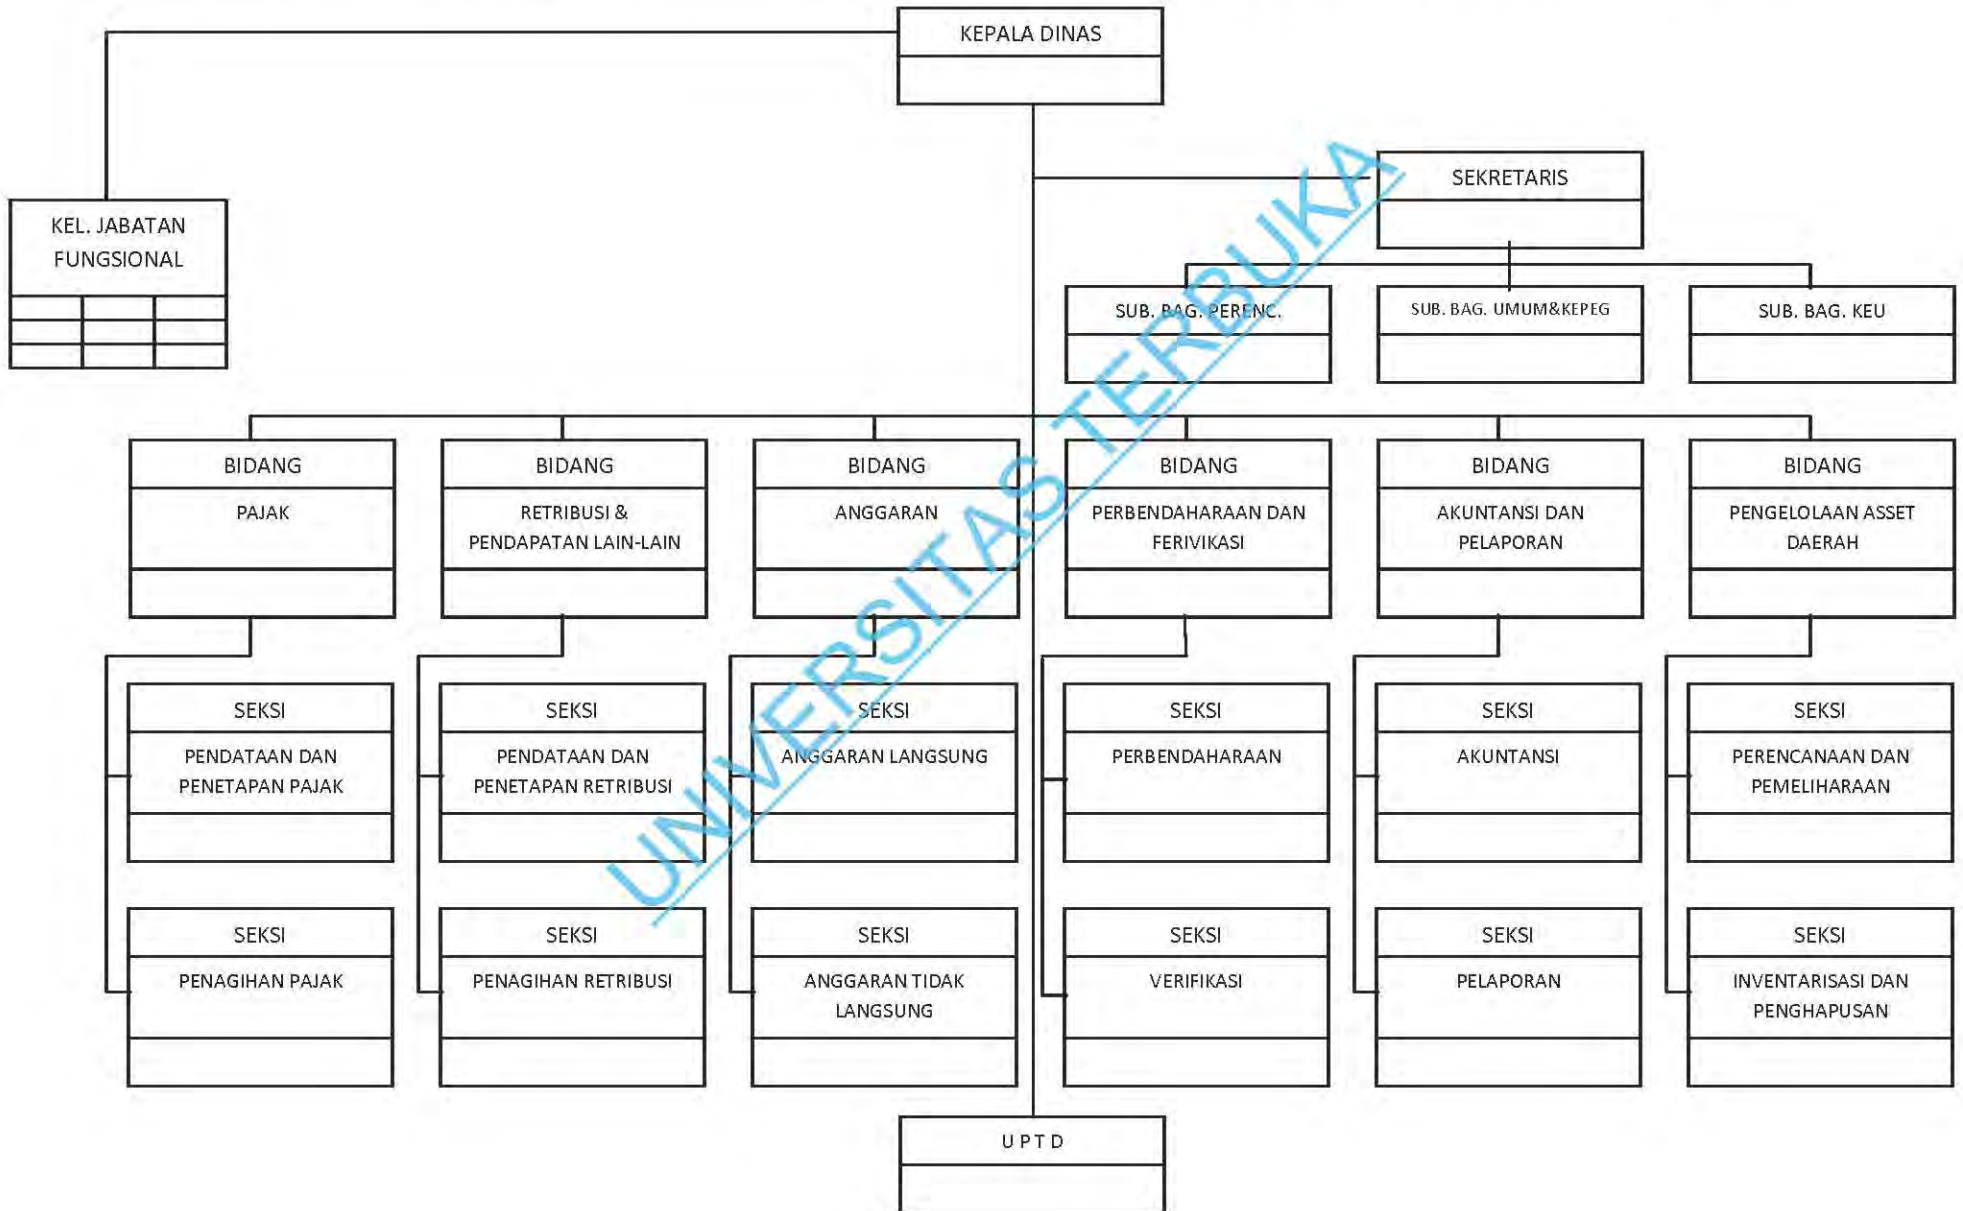 KEPALA DINAS
SEKRETARIS
KEL. JABATAN
FUNGSIONAL
SUB. BAG. PERENC.
SUB. BAG. UMUM&KEPEG
SUB. BAG. KEU
BIDANG
PAJAK
BIDANG
RETRIBUSI &
PENDAPATAN LAIN-LAIN
BIDANG
ANGGARAN
BIDANG
PERBENDAHARAAN DAN
FERIVIKASI
BIDANG
AKUNTANSI DAN
PELAPORAN
BIDANG
PENGELOLAAN ASSET
DAERAH
SEKSI
PENDATAAN DAN
PENETAPAN PAJAK
SEKSI
PENDATAAN DAN
PENETAPAN RETRIBUSI
SEKSI
ANGGARAN LANGSUNG
SEKSI
PERBENDAHARAAN
SEKSI
AKUNTANSI
SEKSI
PERENCANAAN DAN
PEMELIHARAAN
SEKSI
PENAGIHAN PAJAK
SEKSI
PENAGIHAN RETRIBUSI
SEKSI
ANGGARAN TIDAK
LANGSUNG
SEKSI
VERIFIKASI
SEKSI
PELAPORAN
SEKSI
INVENTARISASI DAN
PENGHAPUSAN
U P T D
UNIVERSITAS TERBUKA